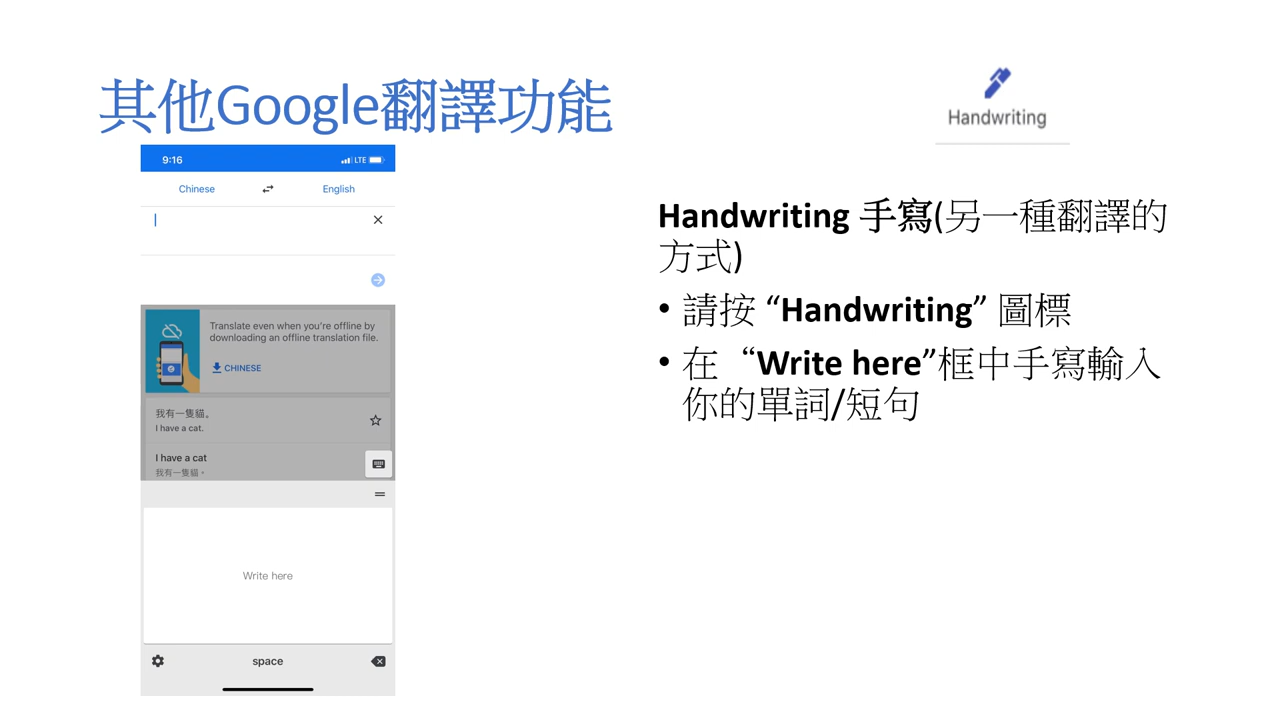 其他Google翻譯功能
Handwriting
9:16
LTE
Chinese
English
Translate even when you're offline by
downloading an offline translation file.
CHINESE
我有一隻貓。
I have a cat.
I have a cat
我有一隻貓。
Write here
space
Handwriting 手寫(另一種翻譯的
方式)
• 請按 “Handwriting” 圖標
• 在 “Write here”框中手寫輸入
你的單詞/短句